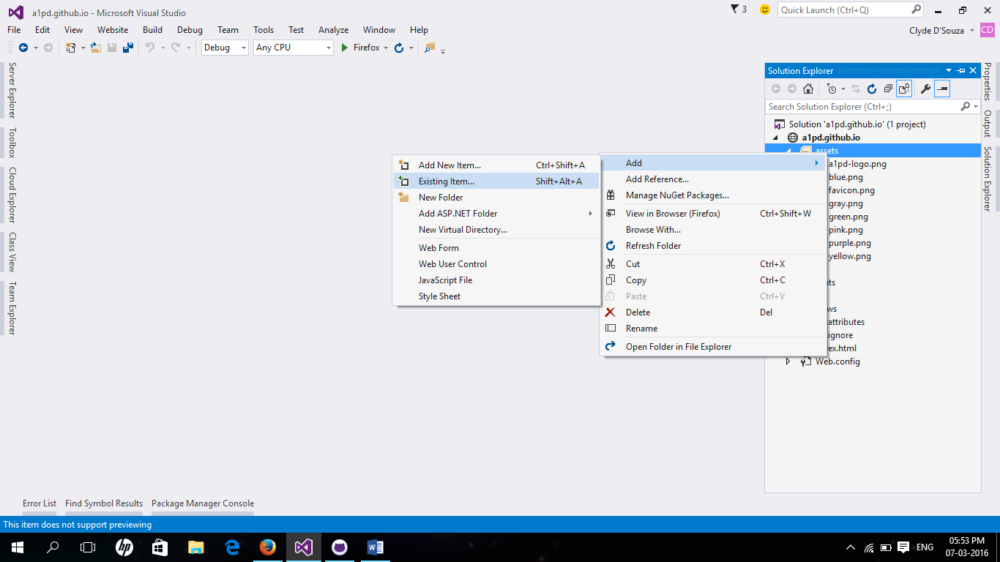 a1pd.github.io - Microsoft Visual Studio
3
Quick Launch (Ctrl+Q)
File Edit View Website Build Debug Team Tools Test Analyze Window Help
Clyde D'Souza
CD
Debug
Any CPU
Firefox
Server Explorer
Toolbox
Cloud Explorer
Class View
Team Explorer
Solution Explorer
Search Solution Explorer (Ctrl+;)
Solution 'a1pd.github.io' (1 project)
a1pd.github.io
assets
a1pd-logo.png
blue.png
favicon.png
gray.png
green.png
pink.png
purple.png
yellow.png
nts
ws
attributes
ignore
ex.html
Web.config
Add
Add Reference...
Manage NuGet Packages...
View in Browser (Firefox) Ctrl+Shift+W
Browse With...
Refresh Folder
Cut Ctrl+X
Copy Ctrl+C
Paste Ctrl+V
Delete Del
Rename
Open Folder in File Explorer
Add New Item... Ctrl+Shift+A
Existing Item... Shift+Alt+A
New Folder
Add ASP.NET Folder
New Virtual Directory...
Web Form
Web User Control
JavaScript File
Style Sheet
Properties
Output
Solution Explorer
Error List Find Symbol Results Package Manager Console
This item does not support previewing
hp
ENG
05:53 PM
07-03-2016